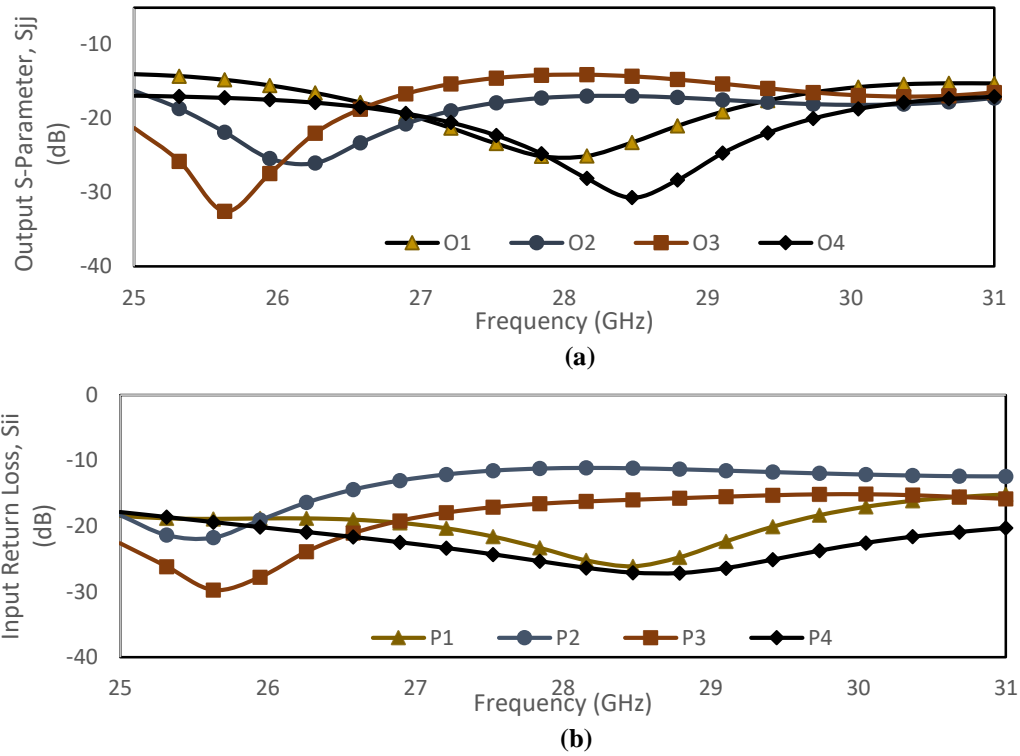 Output S-Parameter, Sjj
(dB)
-10
-20
-30
-40
O1 O2 O3 O4
25 26 27 28 29 30 31
Frequency (GHz)
(a)
Input Return Loss, Sii
(dB)
0
-10
-20
-30
-40
P1 P2 P3 P4
25 26 27 28 29 30 31
Frequency (GHz)
(b)